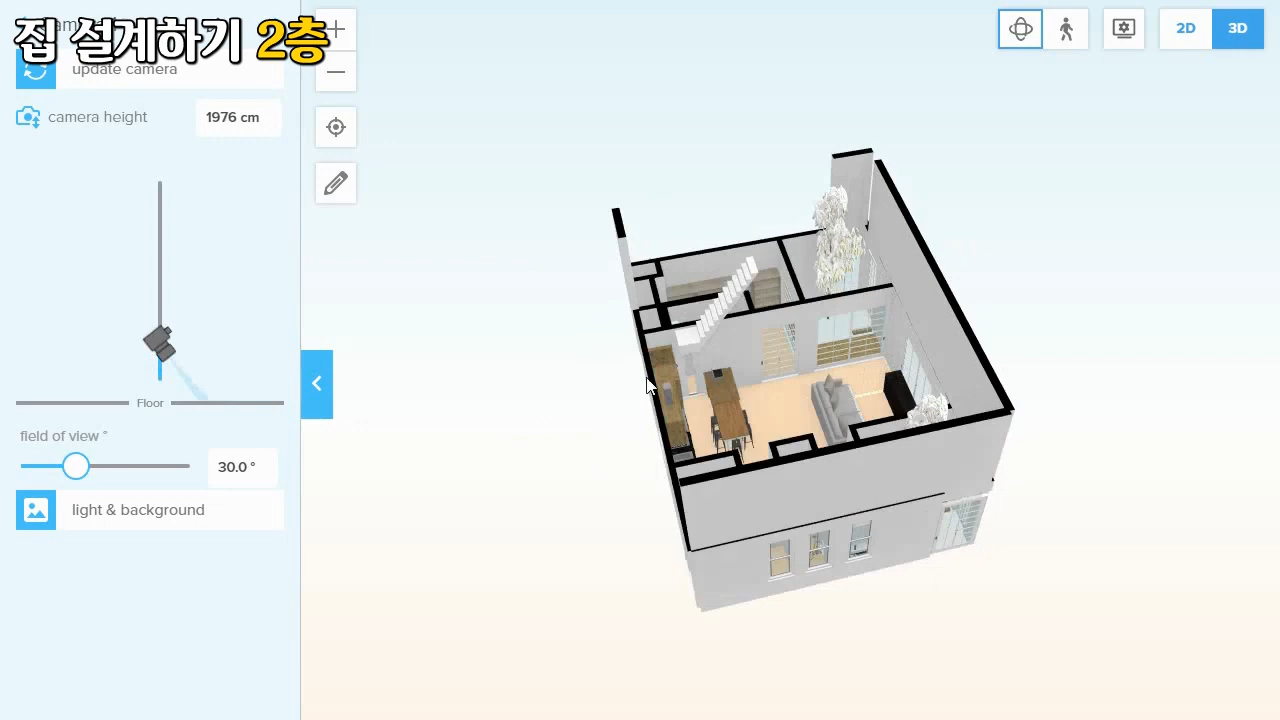 집 설계하기 2층
update camera
camera height
1976 cm
Floor
field of view °
30.0 °
light & background
2D
3D